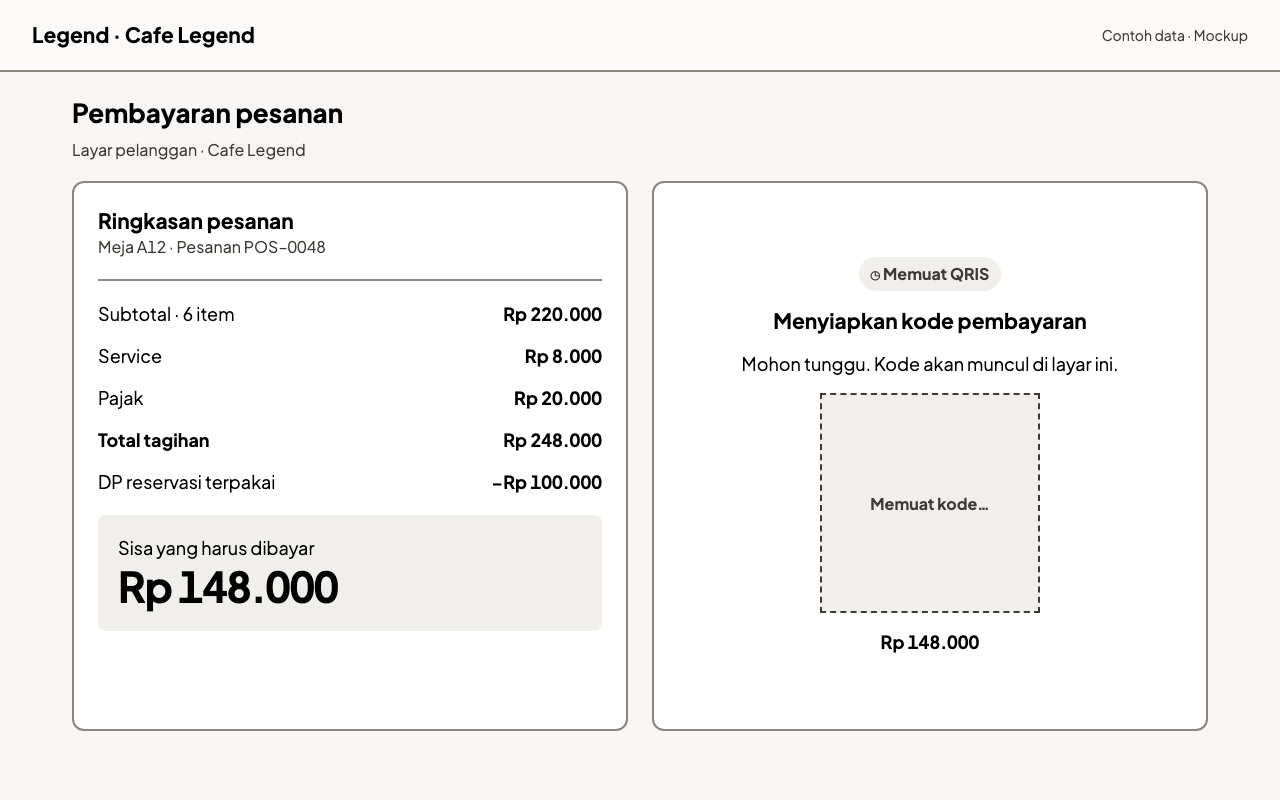 Legend · Cafe Legend
Contoh data · Mockup
Pembayaran pesanan
Layar pelanggan · Cafe Legend
Ringkasan pesanan
Meja A12 · Pesanan POS-0048
Subtotal · 6 item Rp 220.000
Service Rp 8.000
Pajak Rp 20.000
Total tagihan Rp 248.000
DP reservasi terpakai −Rp 100.000
Sisa yang harus dibayar
Rp 148.000
◷ Memuat QRIS
Menyiapkan kode pembayaran
Mohon tunggu. Kode akan muncul di layar ini.
Memuat kode…
Rp 148.000